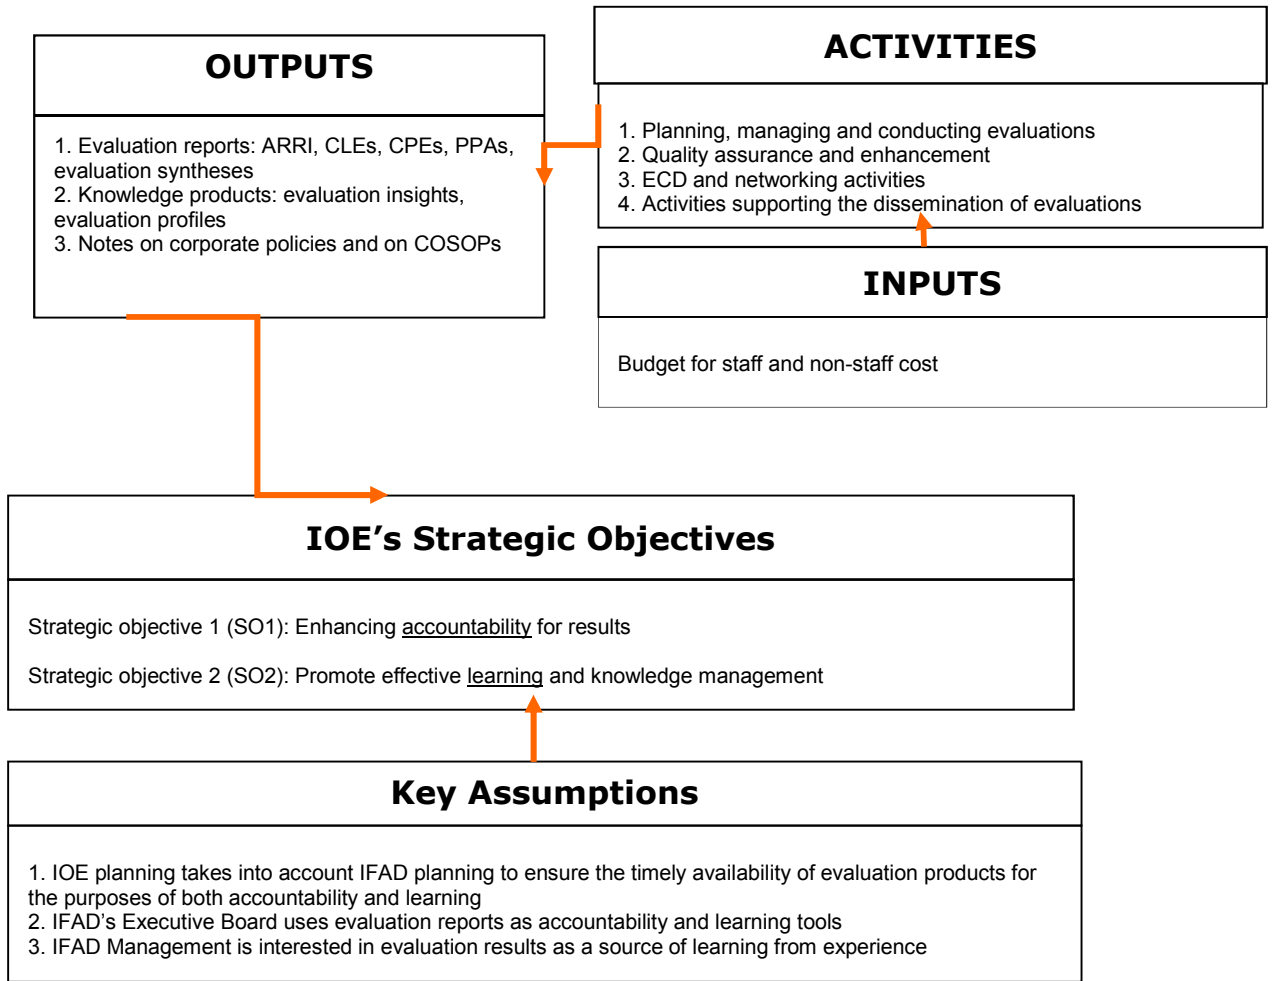 OUTPUTS
1. Evaluation reports: ARRI, CLEs, CPEs, PPAs,
evaluation syntheses
2. Knowledge products: evaluation insights,
evaluation profiles
3. Notes on corporate policies and on COSOPs
ACTIVITIES
1. Planning, managing and conducting evaluations
2. Quality assurance and enhancement
3. ECD and networking activities
4. Activities supporting the dissemination of evaluations
INPUTS
Budget for staff and non-staff cost
IOE’s Strategic Objectives
Strategic objective 1 (SO1): Enhancing accountability for results
Strategic objective 2 (SO2): Promote effective learning and knowledge management
Key Assumptions
1. IOE planning takes into account IFAD planning to ensure the timely availability of evaluation products for
the purposes of both accountability and learning
2. IFAD’s Executive Board uses evaluation reports as accountability and learning tools
3. IFAD Management is interested in evaluation results as a source of learning from experience